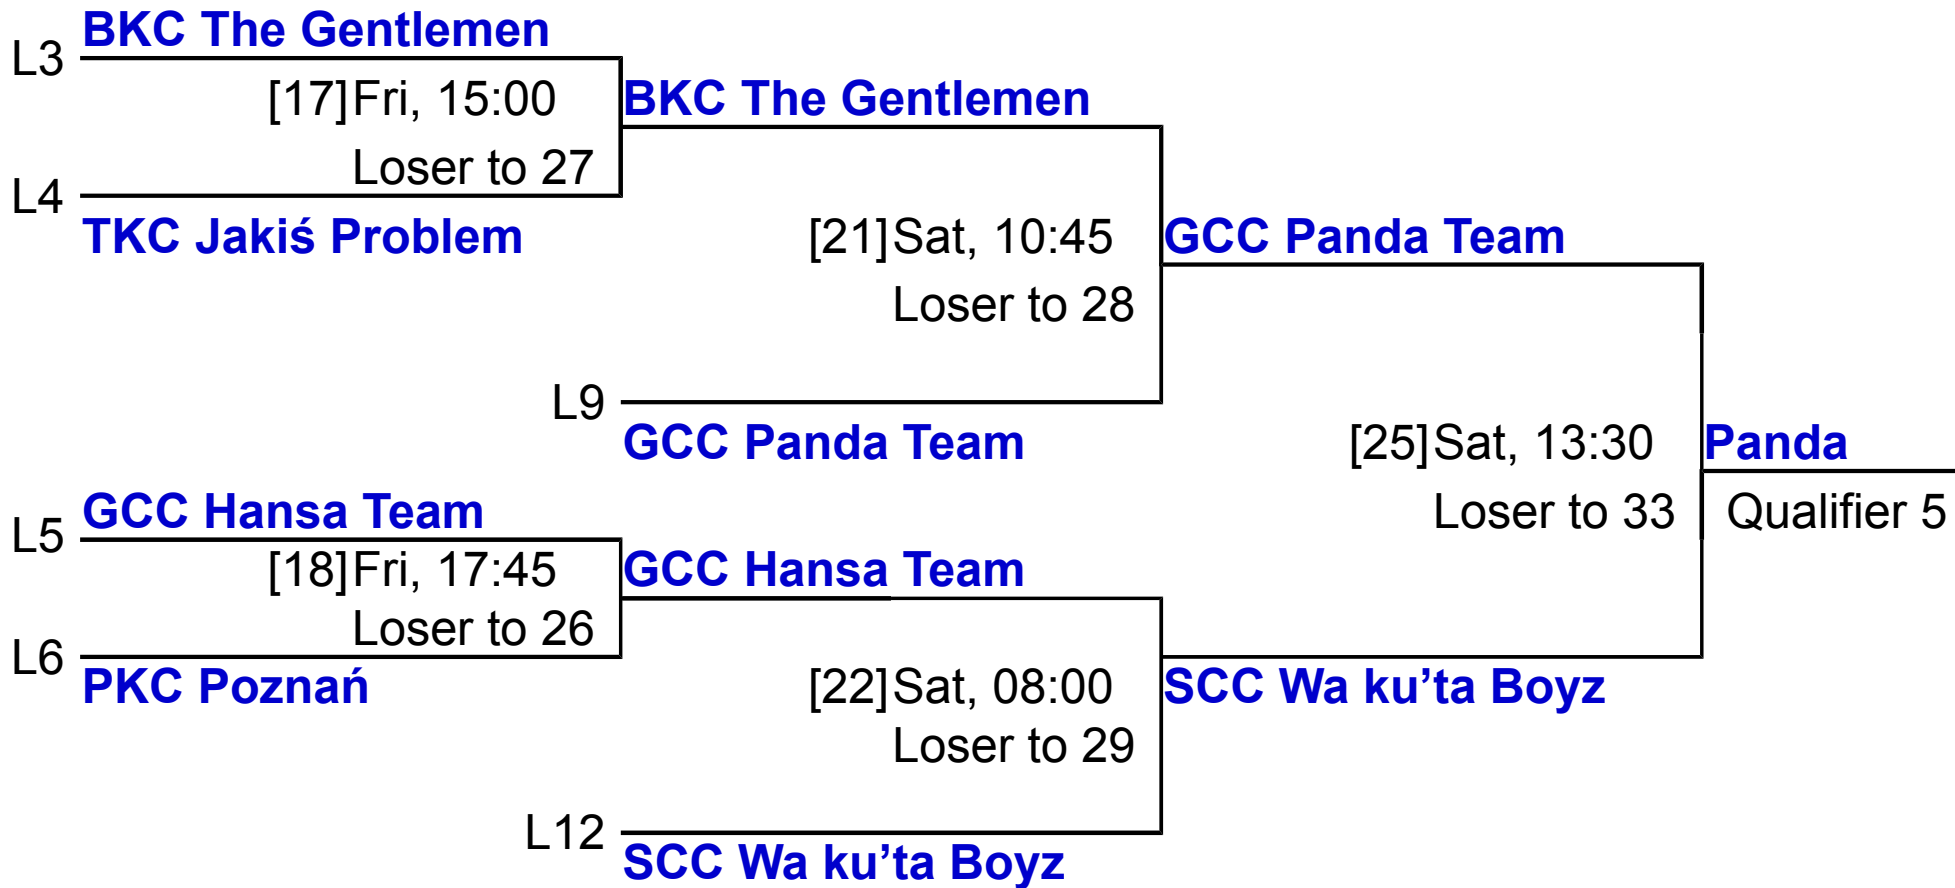 BKC The Gentlemen
L3
[17] Fri, 15:00
BKC The Gentlemen
Loser to 27
L4
TKC Jakiś Problem
[21] Sat, 10:45
GCC Panda Team
Loser to 28
L9
GCC Panda Team
[25] Sat, 13:30
Panda
GCC Hansa Team
L5
Loser to 33
Qualifier 5
[18] Fri, 17:45
GCC Hansa Team
Loser to 26
L6
PKC Poznań
[22] Sat, 08:00
SCC Wa ku’ta Boyz
Loser to 29
L12
SCC Wa ku’ta Boyz